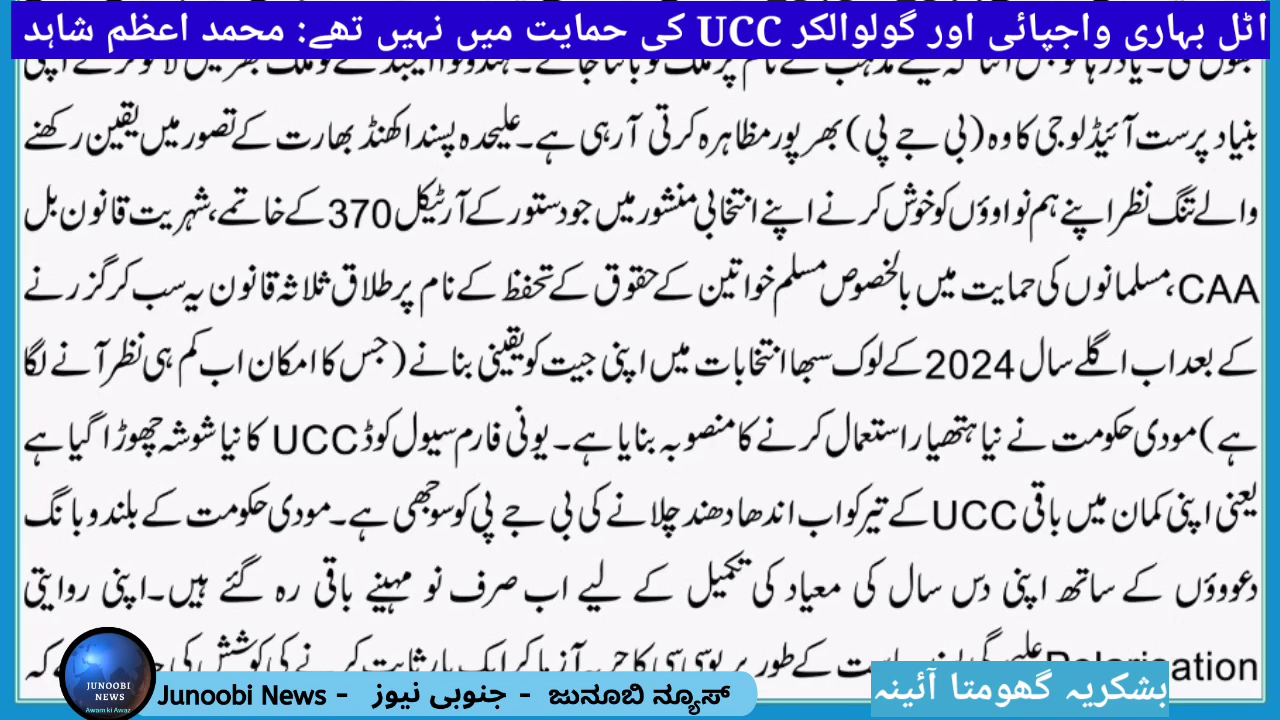 اٹل بہاری واجپائی اور گولوالکر UCC کی حمایت میں نہیں تھے: محمد اعظم شاہد
بنیاد پرست آئیڈلوجی کا وہ (بی جے پی) بھرپور مظاہرہ کرتی آرہی ہے۔ علیحدہ پسند اکھنڈ بھارت کے تصور میں یقین رکھنے
والے تنگ نظر اپنے ہم نواووں کو خوش کرنے اپنے انتخابی منشور میں جو دستور کے آرٹیکل 370 کے خاتمے، شہریت قانون بل
CAA، مسلمانوں کی حمایت میں بالخصوص مسلم خواتین کے حقوق کے تحفظ کے نام پر طلاق ثلاثہ قانون یہ سب کر گزرنے
کے بعد اب اگلے سال 2024 کے لوک سبھا انتخابات میں اپنی جیت کو یقینی بنانے (جس کا امکان اب کم ہی نظر آنے لگا
ہے) مودی حکومت نے نیا ہتھیار استعمال کرنے کا منصوبہ بنایا ہے۔ یونی فارم سیول کوڈ UCC کا نیا شوشہ چھوڑا گیا ہے
یعنی اپنی کمان میں باقی UCC کے تیر کو اب اندھا دھند چلانے کی بی جے پی کو سوجھی ہے۔ مودی حکومت کے بلند و بانگ
دعووؤں کے ساتھ اپنی دس سال کی معیاد کی تکمیل کے لیے اب صرف نو مہینے باقی رہ گئے ہیں۔ اپنی روایتی
بشکریہ گھومتا آئینہ
JUNOOBI
NEWS
Awam ki Awaz
Junoobi News - جنوبی نیوز - ಜುನೂಬಿ ನ್ಯೂಸ್